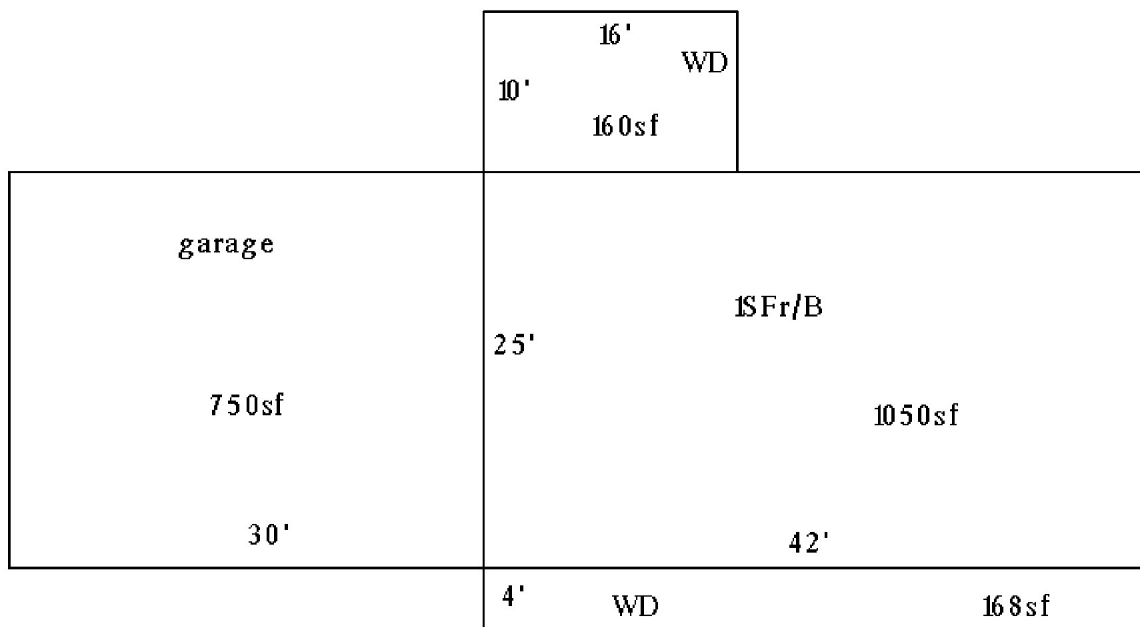 16'
WD
10'
160sf
garage
1SFr/B
25'
750sf
1050sf
30'
42'
4'
WD
168sf